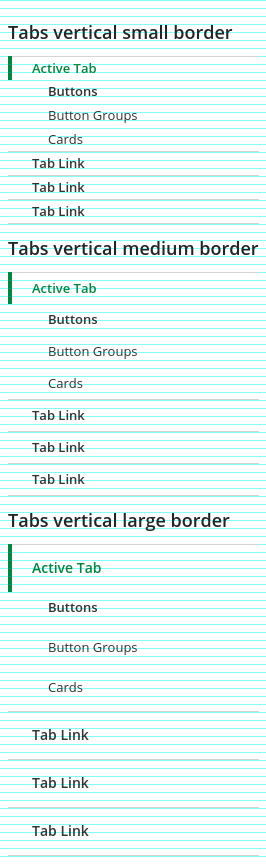 Tabs vertical small border
Active Tab
Buttons
Button Groups
Cards
Tab Link
Tab Link
Tab Link
Tabs vertical medium border
Active Tab
Buttons
Button Groups
Cards
Tab Link
Tab Link
Tab Link
Tabs vertical large border
Active Tab
Buttons
Button Groups
Cards
Tab Link
Tab Link
Tab Link